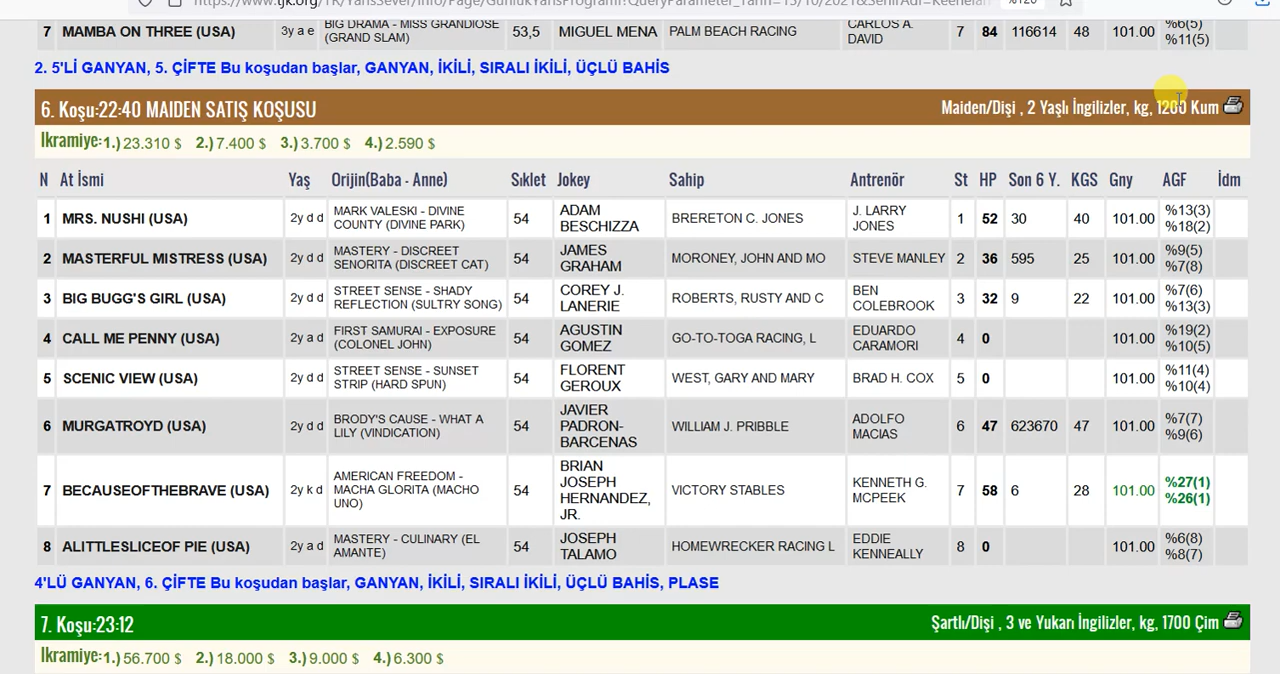 https://www.tjk.org/TR/YarisSever/Info/Page/GunlukYarisProgrami?QueryParameter_Tarih=15/10/2021&SehirAdi=Keenelan
%120
7 MAMBA ON THREE (USA) 3y a e BIG DRAMA - MISS GRANDIOSE (GRAND SLAM) 53,5 MIGUEL MENA PALM BEACH RACING CARLOS A. DAVID 7 84 116614 48 101.00 %6(5) %11(5)
2. 5'Lİ GANYAN, 5. ÇİFTE Bu koşudan başlar, GANYAN, İKİLİ, SIRALI İKİLİ, ÜÇLÜ BAHİS
6. Koşu:22:40 MAIDEN SATIŞ KOŞUSU Maiden/Dişi , 2 Yaşlı İngilizler, kg, 1200 Kum
İkramiye:1.) 23.310 $ 2.) 7.400 $ 3.) 3.700 $ 4.) 2.590 $
N At İsmi Yaş Orijin(Baba - Anne) Sıklet Jokey Sahip Antrenör St HP Son 6 Y. KGS Gny AGF İdm
1 MRS. NUSHI (USA) 2y d d MARK VALESKI - DIVINE COUNTY (DIVINE PARK) 54 ADAM BESCHIZZA BRERETON C. JONES J. LARRY JONES 1 52 30 40 101.00 %13(3) %18(2)
2 MASTERFUL MISTRESS (USA) 2y d d MASTERY - DISCREET SENORITA (DISCREET CAT) 54 JAMES GRAHAM MORONEY, JOHN AND MO STEVE MANLEY 2 36 595 25 101.00 %9(5) %7(8)
3 BIG BUGG'S GIRL (USA) 2y d d STREET SENSE - SHADY REFLECTION (SULTRY SONG) 54 COREY J. LANERIE ROBERTS, RUSTY AND C BEN COLEBROOK 3 32 9 22 101.00 %7(6) %13(3)
4 CALL ME PENNY (USA) 2y a d FIRST SAMURAI - EXPOSURE (COLONEL JOHN) 54 AGUSTIN GOMEZ GO-TO-TOGA RACING, L EDUARDO CARAMORI 4 0 101.00 %19(2) %10(5)
5 SCENIC VIEW (USA) 2y d d STREET SENSE - SUNSET STRIP (HARD SPUN) 54 FLORENT GEROUX WEST, GARY AND MARY BRAD H. COX 5 0 101.00 %11(4) %10(4)
6 MURGATROYD (USA) 2y d d BRODY'S CAUSE - WHAT A LILY (VINDICATION) 54 JAVIER PADRON-BARCENAS WILLIAM J. PRIBBLE ADOLFO MACIAS 6 47 623670 47 101.00 %7(7) %9(6)
7 BECAUSEOFTHEBRAVE (USA) 2y k d AMERICAN FREEDOM - MACHA GLORITA (MACHO UNO) 54 BRIAN JOSEPH HERNANDEZ, JR. VICTORY STABLES KENNETH G. MCPEEK 7 58 6 28 101.00 %27(1) %26(1)
8 ALITTLESLICEOF PIE (USA) 2y a d MASTERY - CULINARY (EL AMANTE) 54 JOSEPH TALAMO HOMEWRECKER RACING L EDDIE KENNEALLY 8 0 101.00 %6(8) %8(7)
4'LÜ GANYAN, 6. ÇİFTE Bu koşudan başlar, GANYAN, İKİLİ, SIRALI İKİLİ, ÜÇLÜ BAHİS, PLASE
7. Koşu:23:12 Şartlı/Dişi , 3 ve Yukarı İngilizler, kg, 1700 Çim
İkramiye:1.) 56.700 $ 2.) 18.000 $ 3.) 9.000 $ 4.) 6.300 $